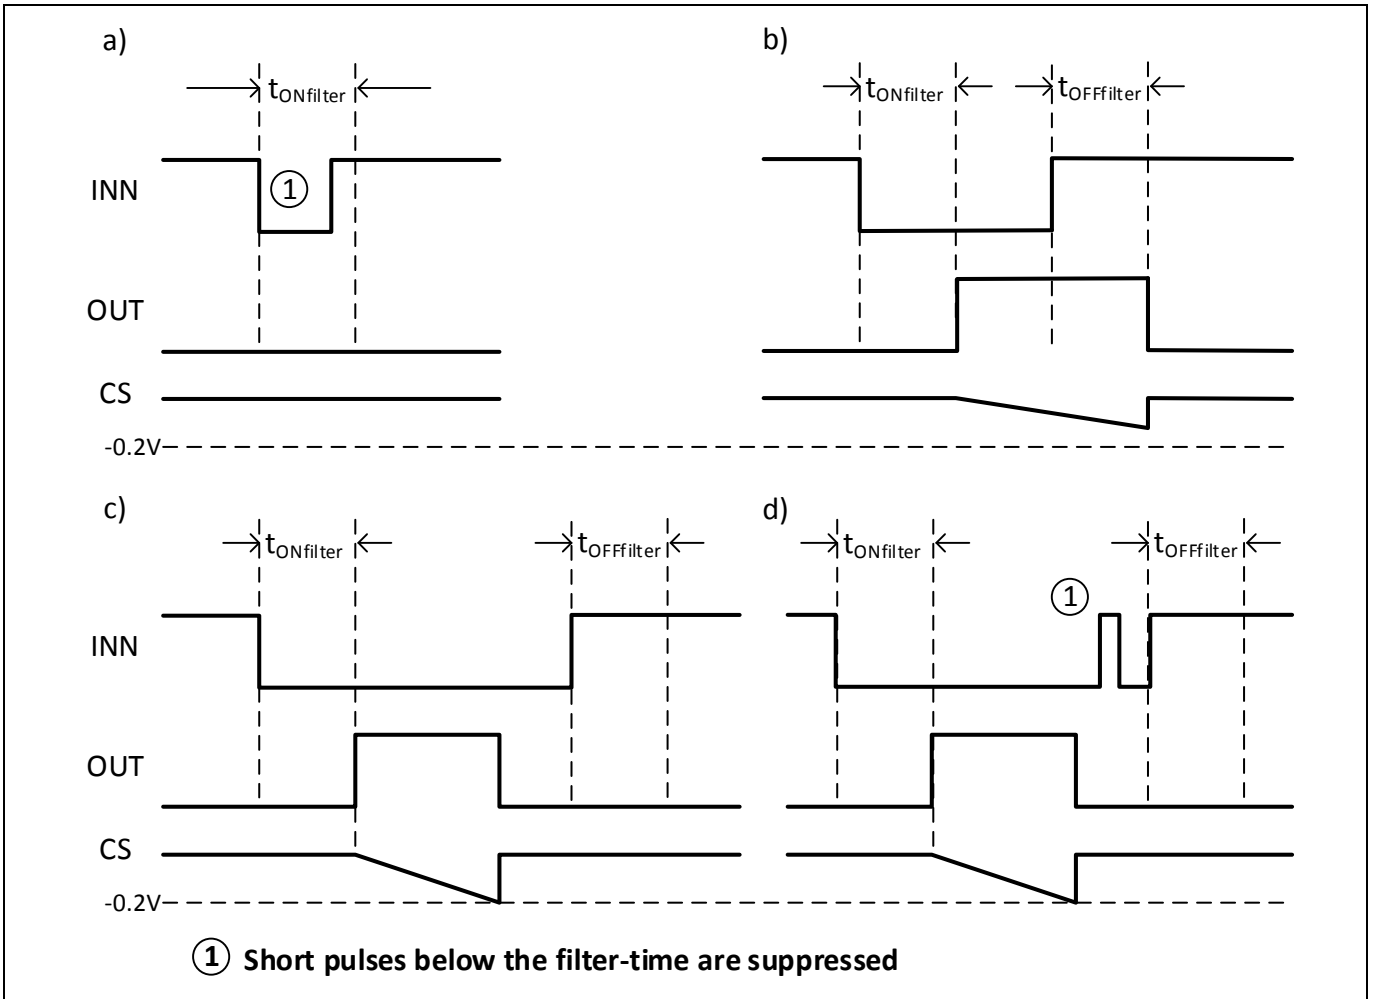 a)
tONfilter
INN
1
OUT
CS
-0.2V
b)
tONfilter
tOFFfilter
c)
tONfilter
tOFFfilter
INN
OUT
CS
-0.2V
d)
tONfilter
tOFFfilter
1
1 Short pulses below the filter-time are suppressed